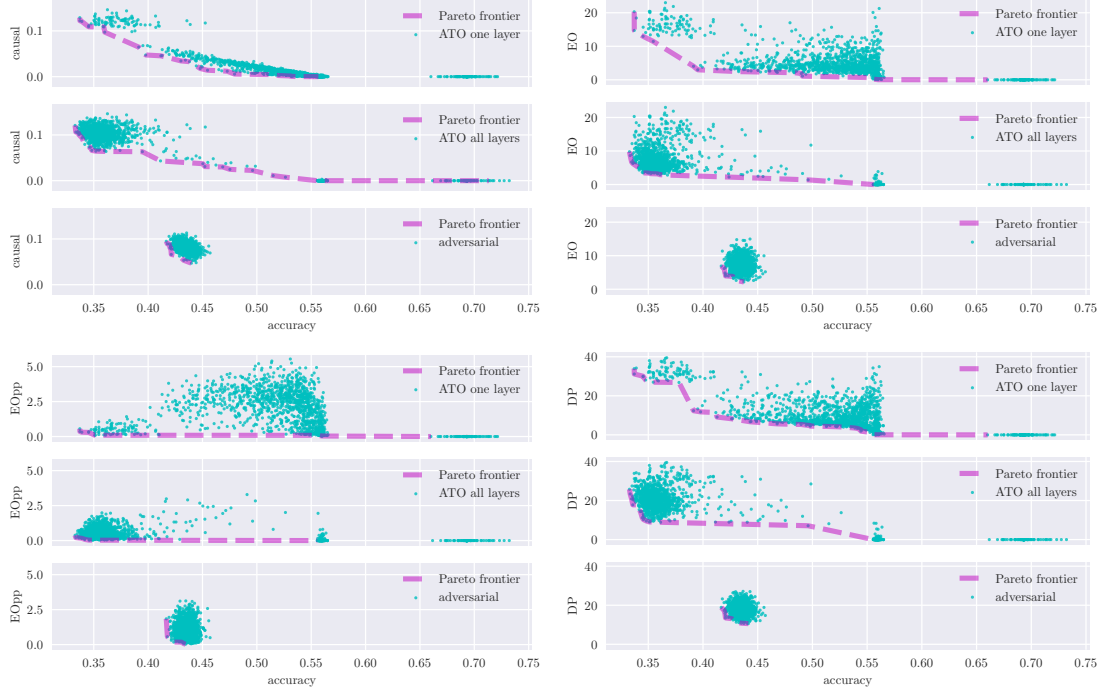 causal
0.1
0.0
Pareto frontier
ATO one layer
causal
0.1
0.0
Pareto frontier
ATO all layers
causal
0.1
0.0
Pareto frontier
adversarial
0.35 0.40 0.45 0.50 0.55 0.60 0.65 0.70 0.75
accuracy
EO
20
10
0
Pareto frontier
ATO one layer
EO
20
10
0
Pareto frontier
ATO all layers
EO
20
10
0
Pareto frontier
adversarial
0.35 0.40 0.45 0.50 0.55 0.60 0.65 0.70 0.75
accuracy
EOpp
5.0
2.5
0.0
Pareto frontier
ATO one layer
EOpp
5.0
2.5
0.0
Pareto frontier
ATO all layers
EOpp
5.0
2.5
0.0
Pareto frontier
adversarial
0.35 0.40 0.45 0.50 0.55 0.60 0.65 0.70 0.75
accuracy
DP
40
20
0
Pareto frontier
ATO one layer
DP
40
20
0
Pareto frontier
ATO all layers
DP
40
20
0
Pareto frontier
adversarial
0.35 0.40 0.45 0.50 0.55 0.60 0.65 0.70 0.75
accuracy